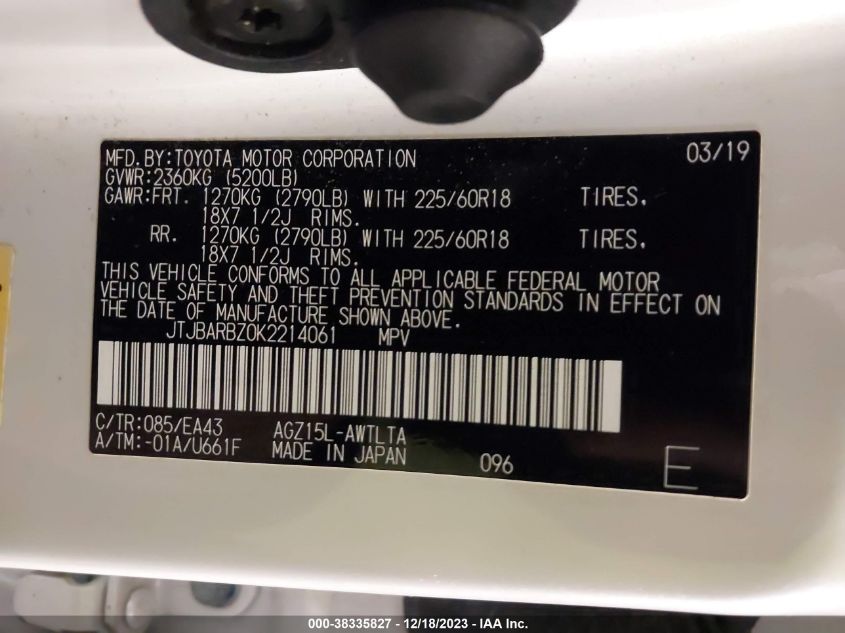 MFD.BY:TOYOTA MOTOR CORPORATION 03/19
GVWR:2360KG (5200LB)
GAWR:FRT. 1270KG (2790LB) WITH 225/60R18 TIRES.
18X7 1/2J RIMS.
RR. 1270KG (2790LB) WITH 225/60R18 TIRES.
18X7 1/2J RIMS.
THIS VEHICLE CONFORMS TO ALL APPLICABLE FEDERAL MOTOR
VEHICLE SAFETY AND THEFT PREVENTION STANDARDS IN EFFECT ON
THE DATE OF MANUFACTURE SHOWN ABOVE.
JTJBARBZ0K2214061 MPV
C/TR:085/EA43 AGZ15L-AWTLTA
A/TM:-01A/U661F MADE IN JAPAN 096 E
000-38335827 - 12/18/2023 - IAA Inc.